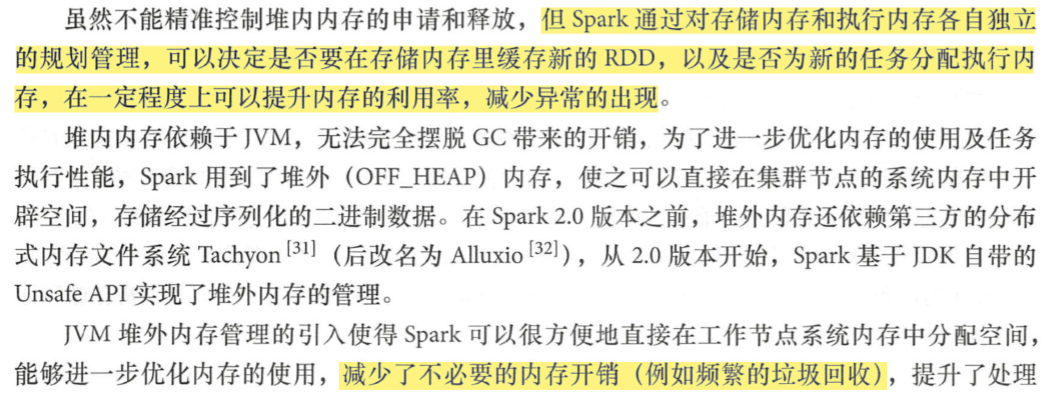 虽然不能精准控制堆内内存的申请和释放，但 Spark 通过对存储内存和执行内存各自独立
的规划管理，可以决定是否要在存储内存里缓存新的 RDD，以及是否为新的任务分配执行内
存，在一定程度上可以提升内存的利用率，减少异常的出现。
堆内内存依赖于 JVM，无法完全摆脱 GC 带来的开销，为了进一步优化内存的使用及任务
执行性能，Spark 用到了堆外（OFF_HEAP）内存，使之可以直接在集群节点的系统内存中开
辟空间，存储经过序列化的二进制数据。在 Spark 2.0 版本之前，堆外内存还依赖第三方的分布
式内存文件系统 Tachyon [31]（后改名为 Alluxio [32]），从 2.0 版本开始，Spark 基于 JDK 自带的
Unsafe API 实现了堆外内存的管理。
JVM 堆外内存管理的引入使得 Spark 可以很方便地直接在工作节点系统内存中分配空间，
能够进一步优化内存的使用，减少了不必要的内存开销（例如频繁的垃圾回收），提升了处理